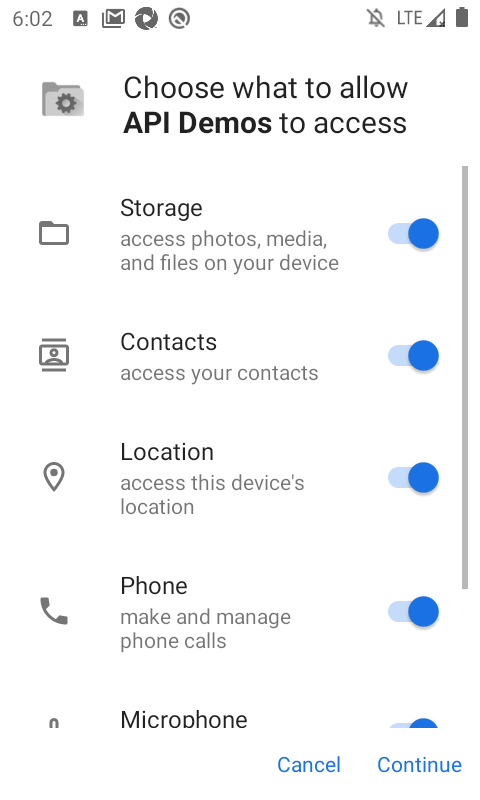 6:02
LTE
Choose what to allow
API Demos to access
Storage
access photos, media,
and files on your device
Contacts
access your contacts
Location
access this device's
location
Phone
make and manage
phone calls
Microphone
Cancel
Continue